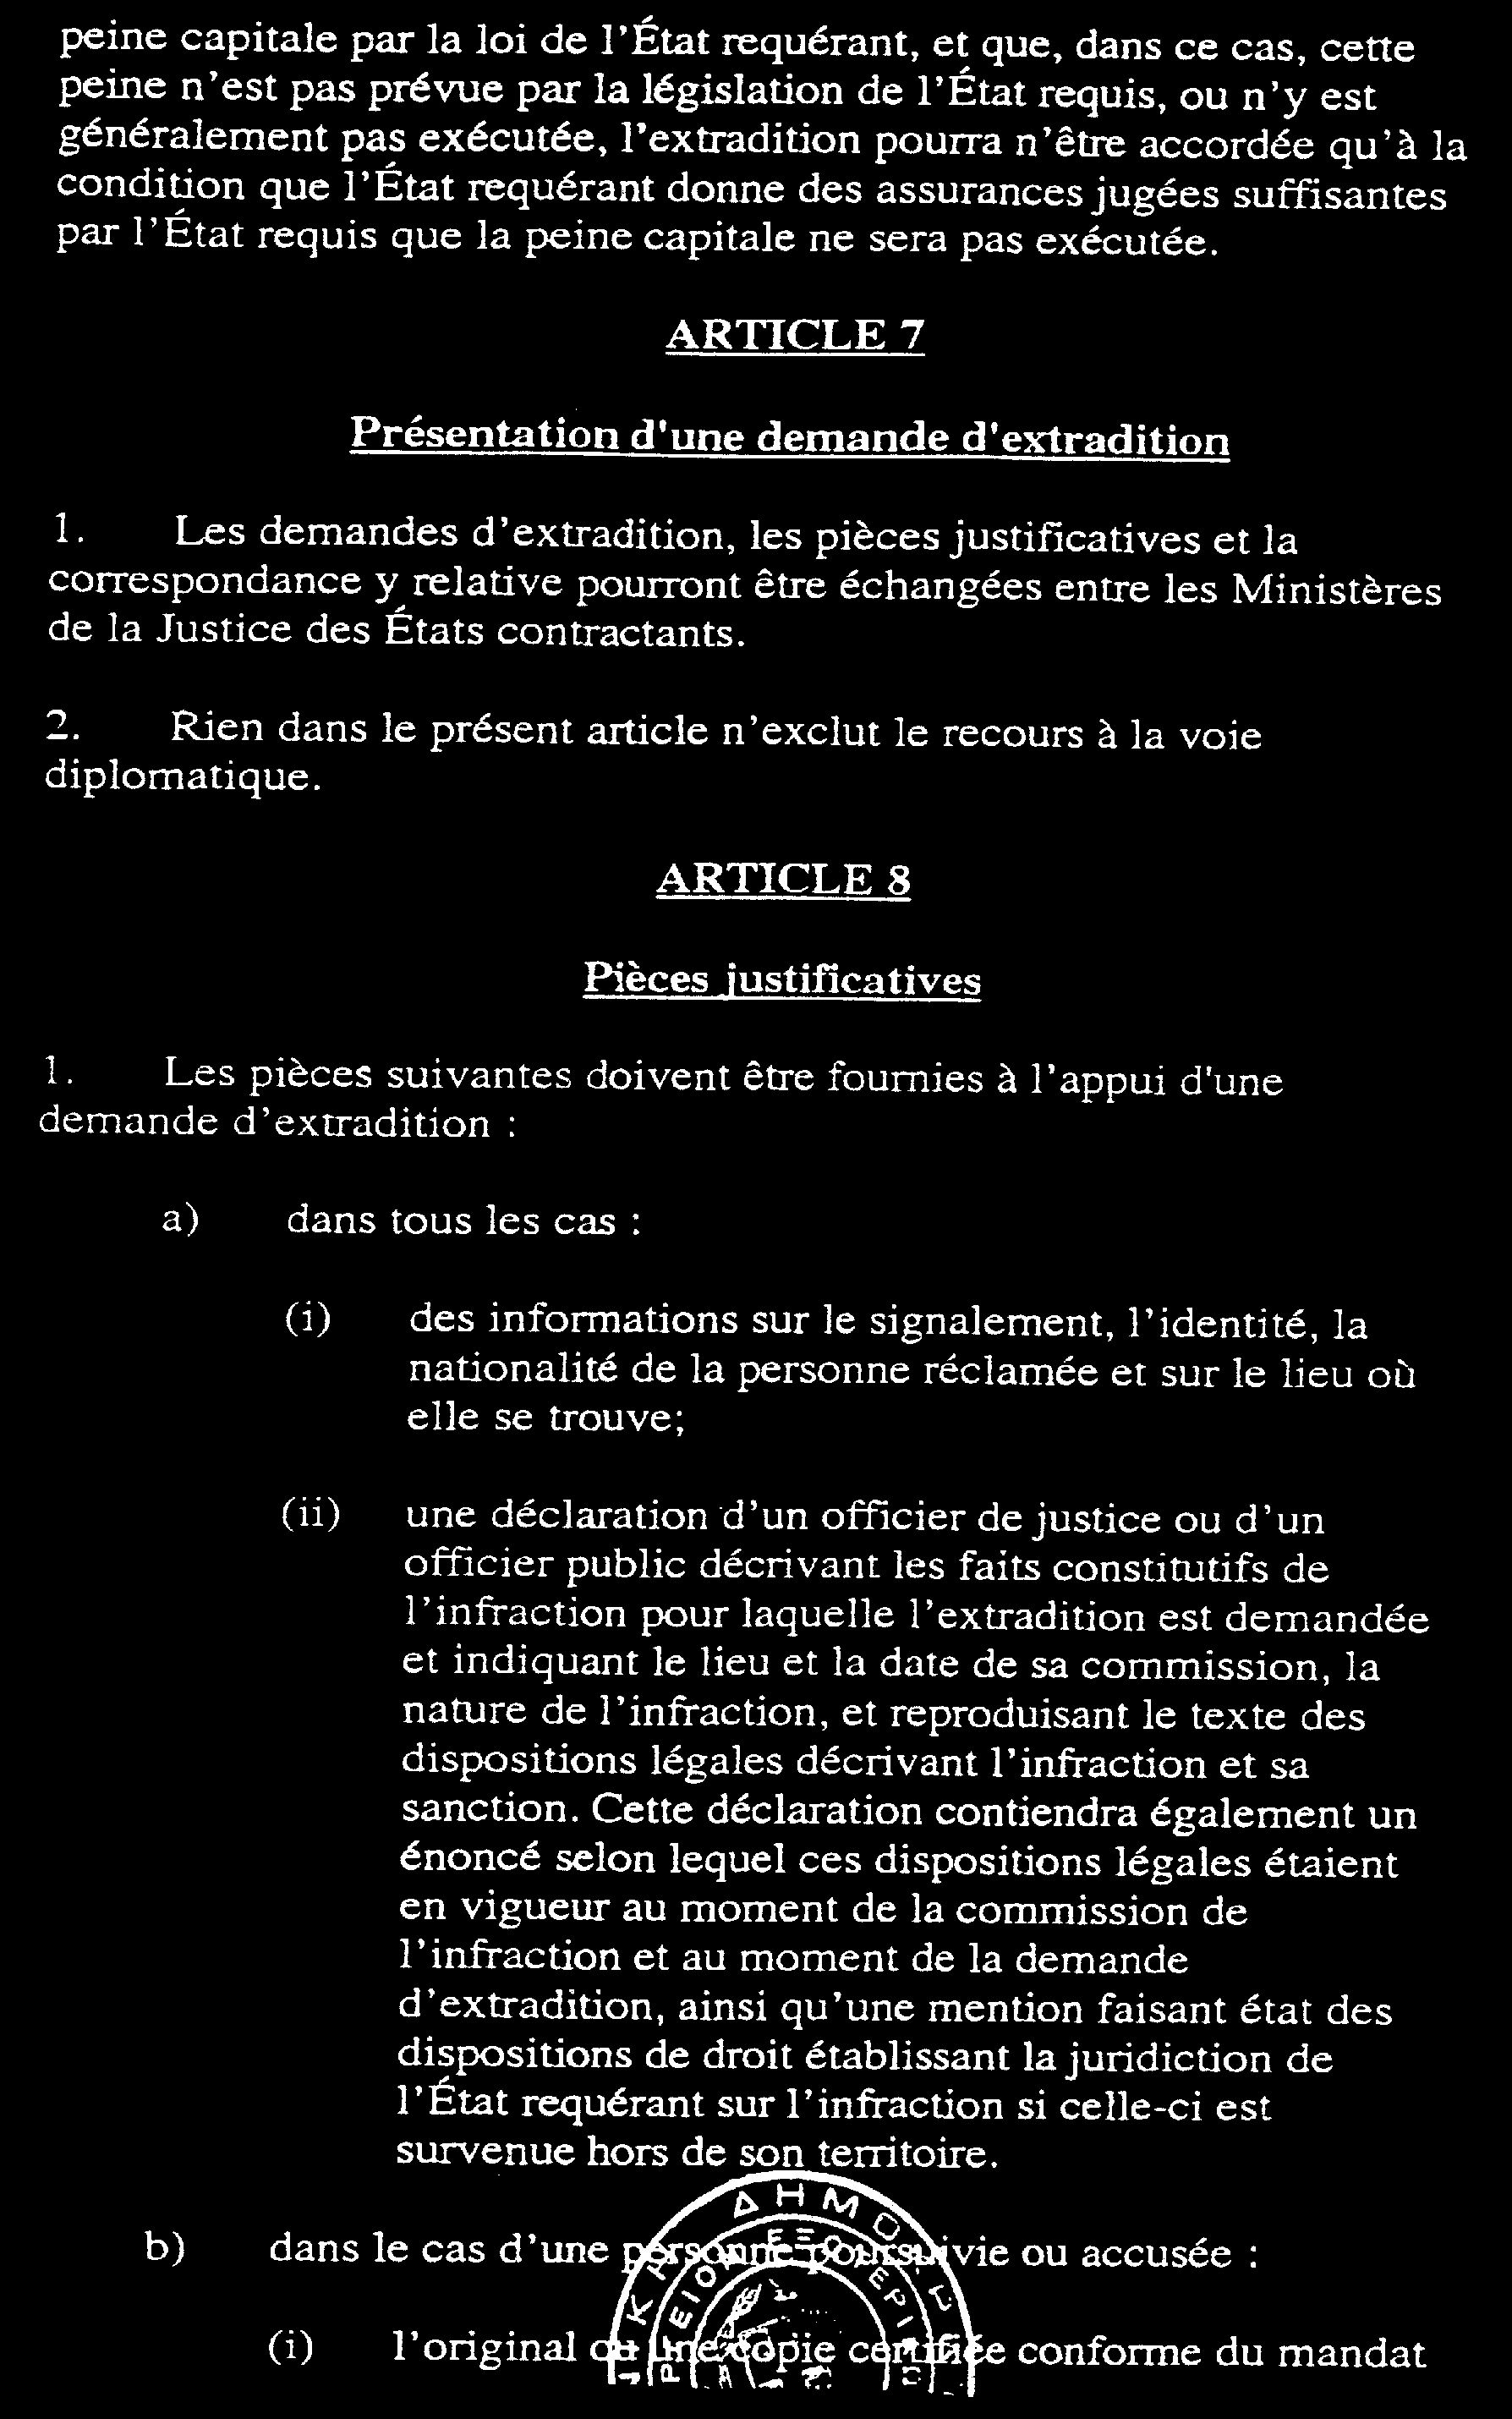 peine capitale par la loi de l'État requérant, et que, dans ce cas, cette
peine n'est pas prévue par la législation de l'État requis, ou n'y est
généralement pas exécutée, l'extradition pourra n'être accordée qu'à la
condition que l'État requérant donne des assurances jugées suffisantes
par l'État requis que la peine capitale ne sera pas exécutée.
ARTICLE 7
Présentation d'une demande d'extradition
1. Les demandes d'extradition, les pièces justificatives et la
correspondance y relative pourront être échangées entre les Ministères
de la Justice des États contractants.
2. Rien dans le présent article n'exclut le recours à la voie
diplomatique.
ARTICLE 8
Pièces justificatives
1. Les pièces suivantes doivent être fournies à l'appui d'une
demande d'extradition :
a) dans tous les cas :
(i) des informations sur le signalement, l'identité, la
nationalité de la personne réclamée et sur le lieu où
elle se trouve;
(ii) une déclaration d'un officier de justice ou d'un
officier public décrivant les faits constitutifs de
l'infraction pour laquelle l'extradition est demandée
et indiquant le lieu et la date de sa commission, la
nature de l'infraction, et reproduisant le texte des
dispositions légales décrivant l'infraction et sa
sanction. Cette déclaration contiendra également un
énoncé selon lequel ces dispositions légales étaient
en vigueur au moment de la commission de
l'infraction et au moment de la demande
d'extradition, ainsi qu'une mention faisant état des
dispositions de droit établissant la juridiction de
l'État requérant sur l'infraction si celle-ci est
survenue hors de son territoire.
b) dans le cas d'une personne poursuivie ou accusée :
(i) l'original ou une copie certifiée conforme du mandat